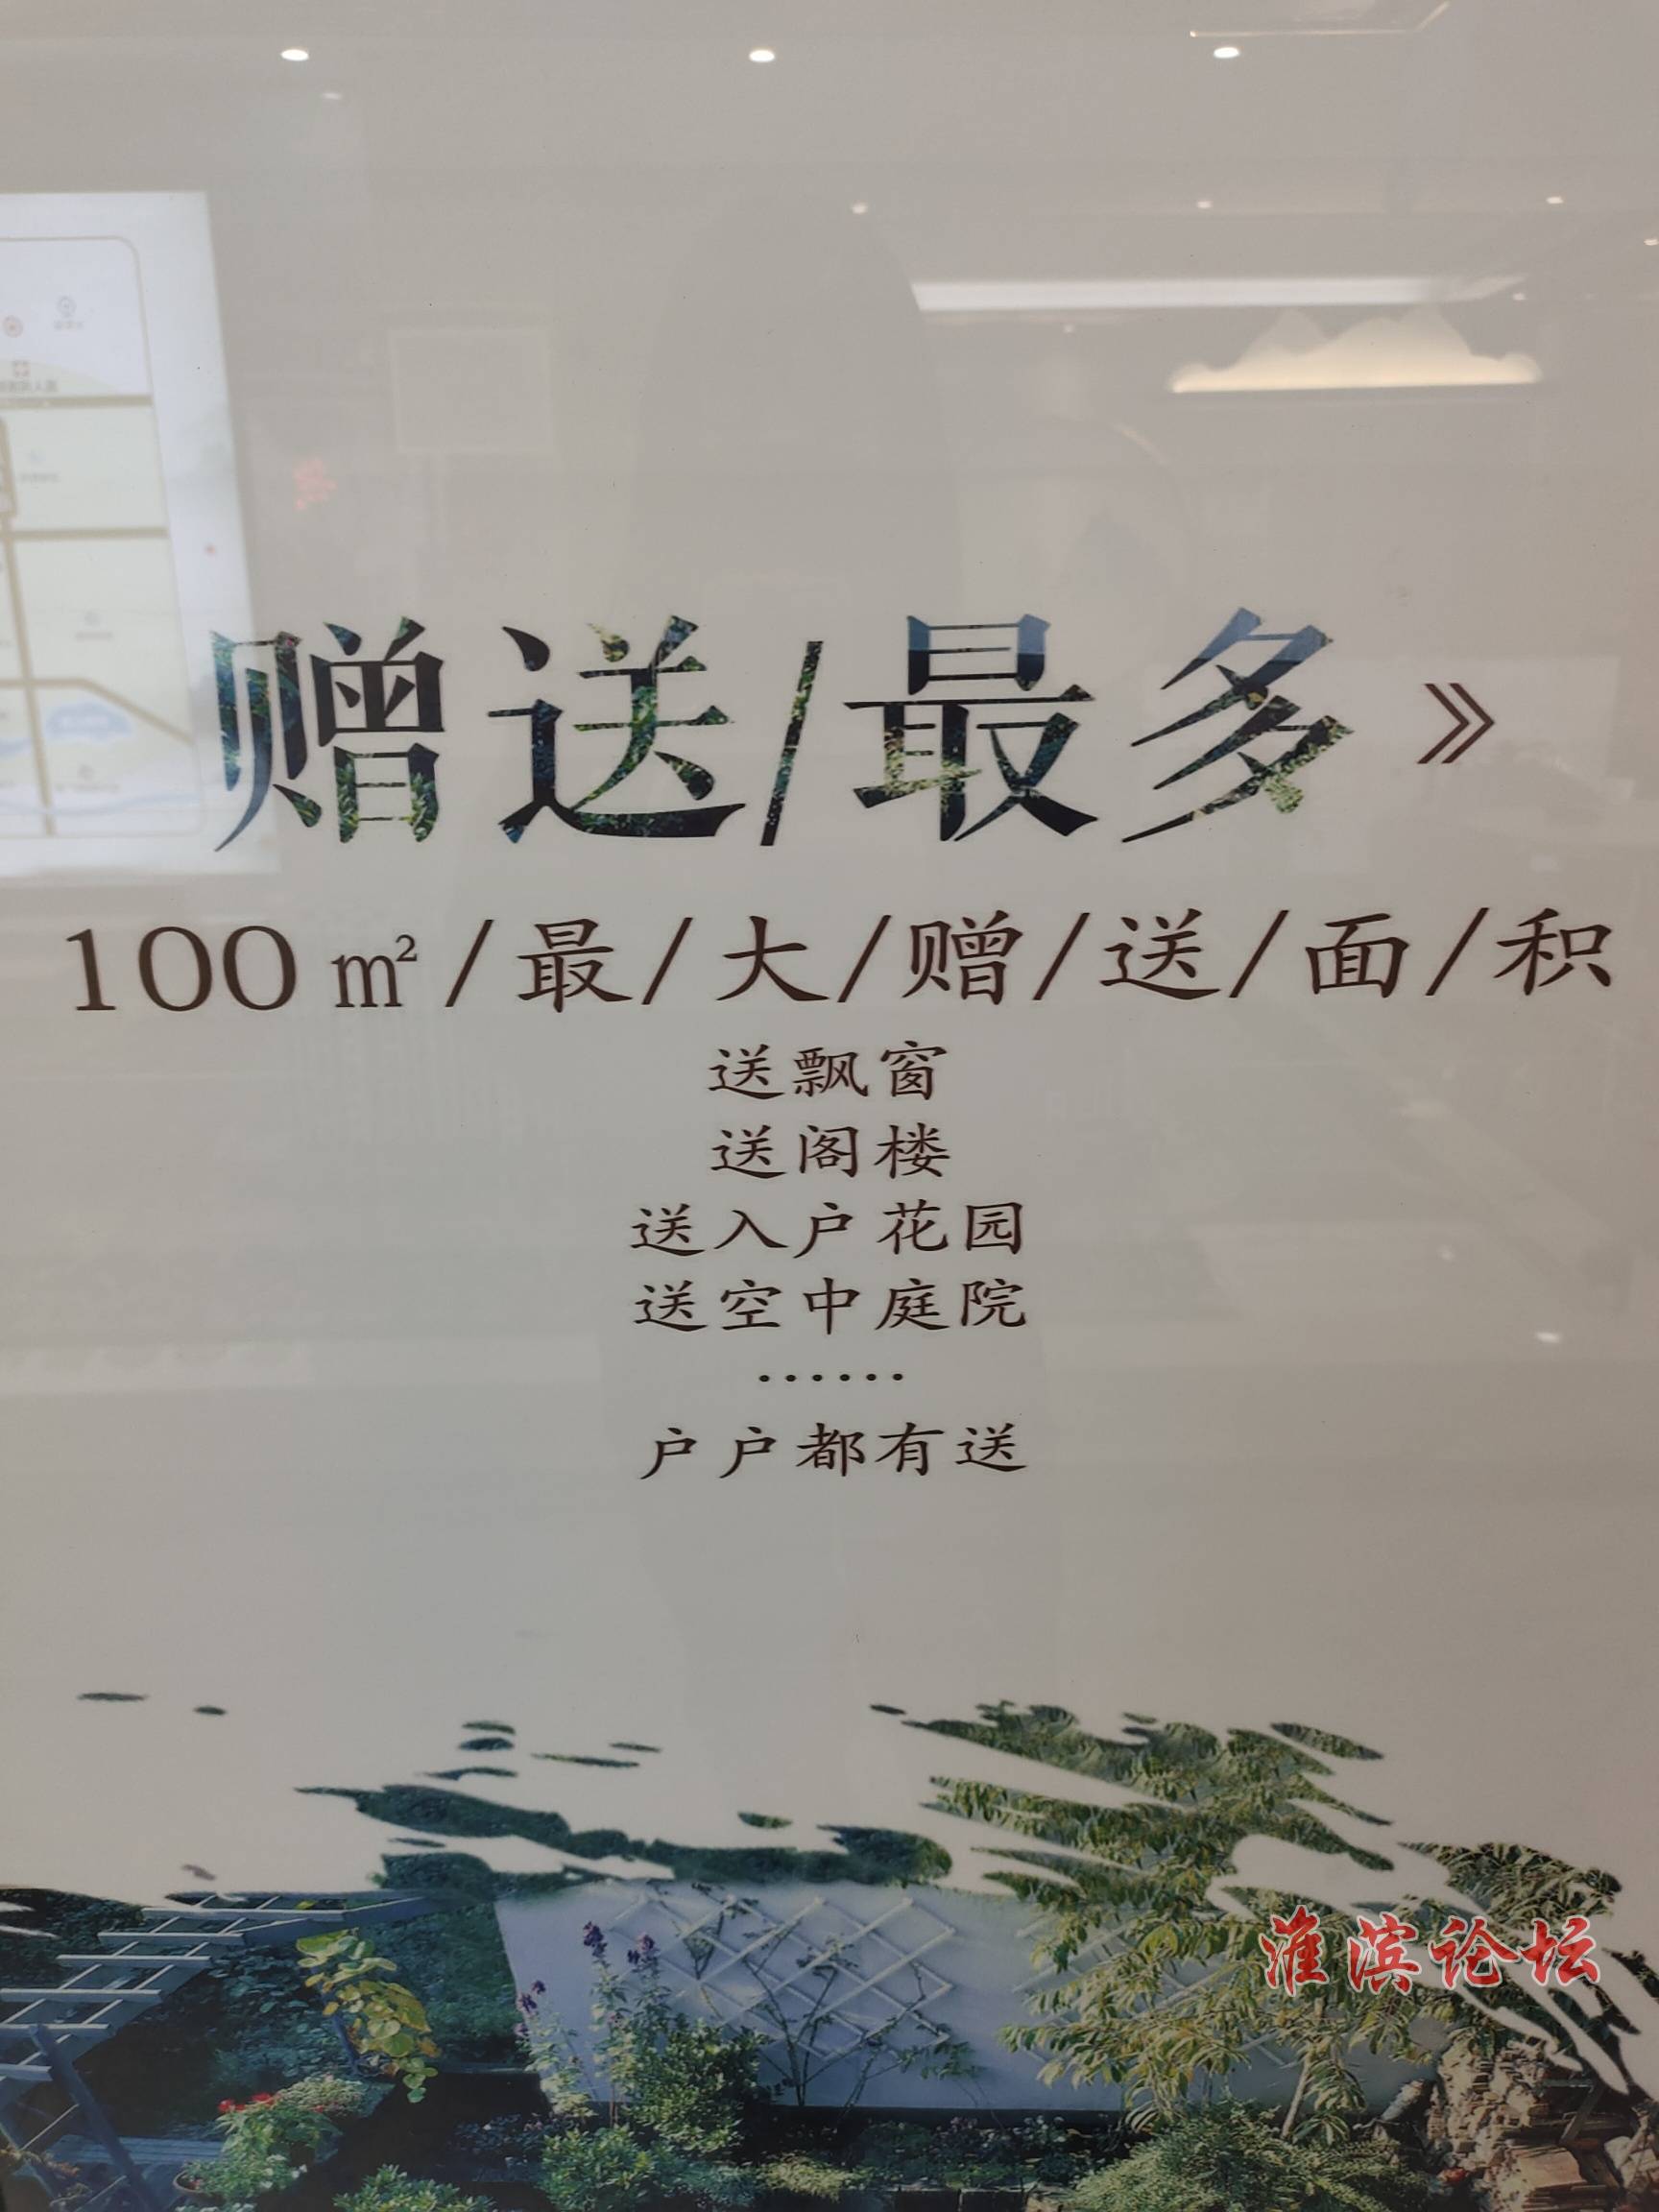 赠送/最多》
100㎡/最/大/赠/送/面/积
送飘窗
送阁楼
送入户花园
送空中庭院
······
户户都有送
淮滨论坛